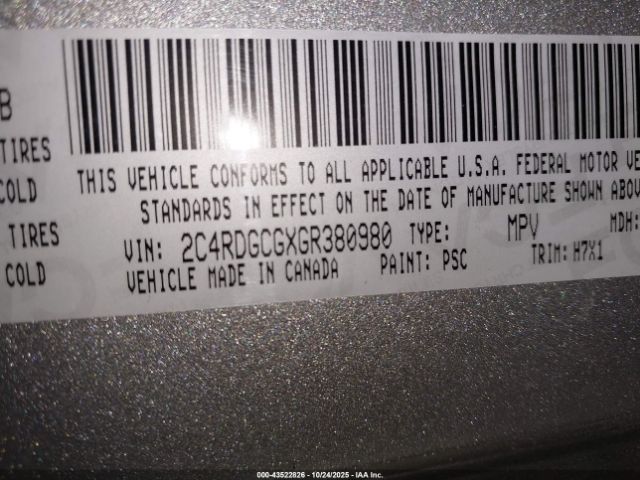 B
TIRES
COLD
TIRES
COLD
THIS VEHICLE CONFORMS TO ALL APPLICABLE U.S.A. FEDERAL MOTOR VE
STANDARDS IN EFFECT ON THE DATE OF MANUFACTURE SHOWN ABO
VIN: 2C4RDGCGXGR380980 TYPE: MPV MDH:
VEHICLE MADE IN CANADA PAINT: PSC TRIM: H7X1
000-43522826 - 10/24/2025 - IAA Inc.